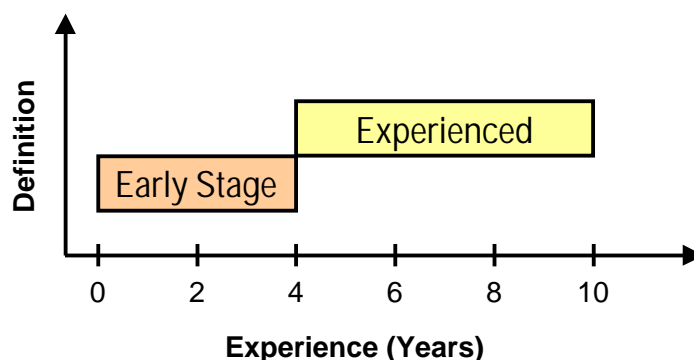 Definition
Experienced
Early Stage
0 2 4 6 8 10
Experience (Years)